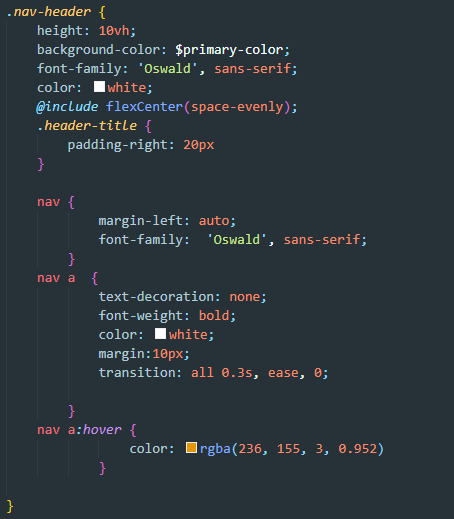 .nav-header {
    height: 10vh;
    background-color: $primary-color;
    font-family: 'Oswald', sans-serif;
    color: white;
    @include flexCenter(space-evenly);
    .header-title {
        padding-right: 20px
    }
    nav {
            margin-left: auto;
            font-family:  'Oswald', sans-serif;
        }
    nav a  {
            text-decoration: none;
            font-weight: bold;
            color: white;
            margin:10px;
            transition: all 0.3s, ease, 0;
        }
    nav a:hover {
                color: rgba(236, 155, 3, 0.952)
            }
}